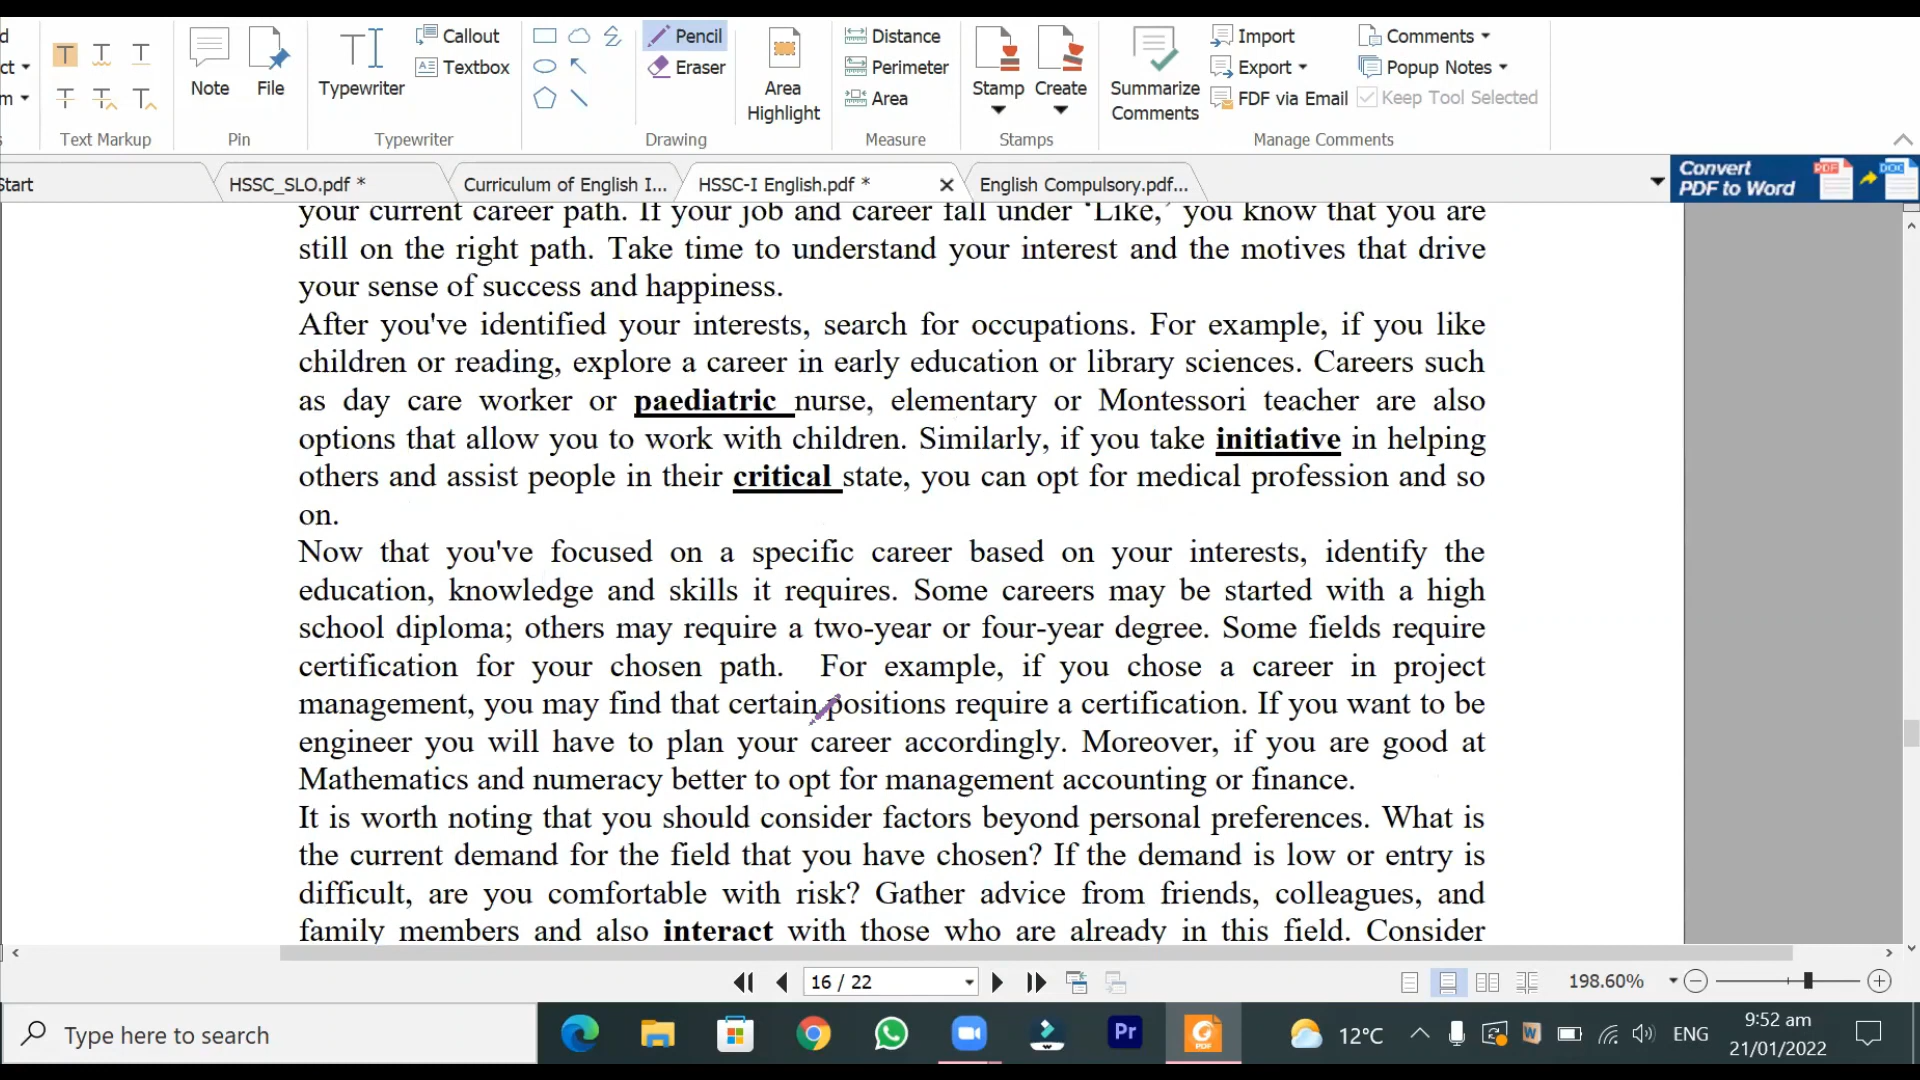 d
ct
m
Text Markup
Note
File
Pin
Typewriter
Callout
Textbox
Typewriter
Pencil
Eraser
Drawing
Area
Highlight
Distance
Perimeter
Area
Measure
Stamp
Create
Stamps
Summarize
Comments
Import
Export
FDF via Email
Comments
Popup Notes
Keep Tool Selected
Manage Comments
Start
HSSC_SLO.pdf *
Curriculum of English I...
HSSC-I English.pdf *
English Compulsory.pdf...
Convert
PDF to Word
PDF
DOC
your current career path. If your job and career fall under ‘Like,’ you know that you are
still on the right path. Take time to understand your interest and the motives that drive
your sense of success and happiness.
After you've identified your interests, search for occupations. For example, if you like
children or reading, explore a career in early education or library sciences. Careers such
as day care worker or paediatric nurse, elementary or Montessori teacher are also
options that allow you to work with children. Similarly, if you take initiative in helping
others and assist people in their critical state, you can opt for medical profession and so
on.
Now that you've focused on a specific career based on your interests, identify the
education, knowledge and skills it requires. Some careers may be started with a high
school diploma; others may require a two-year or four-year degree. Some fields require
certification for your chosen path. For example, if you chose a career in project
management, you may find that certain positions require a certification. If you want to be
engineer you will have to plan your career accordingly. Moreover, if you are good at
Mathematics and numeracy better to opt for management accounting or finance.
It is worth noting that you should consider factors beyond personal preferences. What is
the current demand for the field that you have chosen? If the demand is low or entry is
difficult, are you comfortable with risk? Gather advice from friends, colleagues, and
family members and also interact with those who are already in this field. Consider
16 / 22
198.60%
Type here to search
Pr
PDF
12°C
W
ENG
9:52 am
21/01/2022